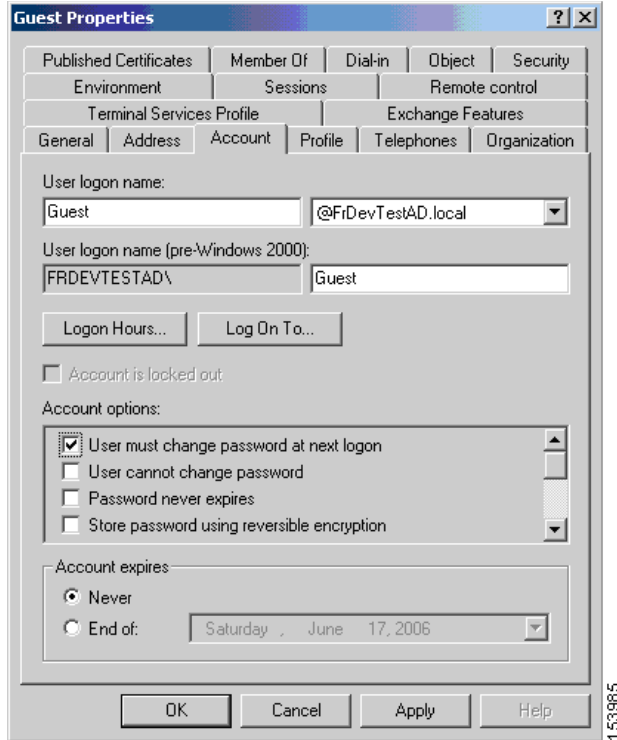 Guest Properties
Published Certificates Member Of Dial-in Object Security
Environment Sessions Remote control
Terminal Services Profile Exchange Features
General Address Account Profile Telephones Organization
User logon name:
Guest @FrDevTestAD.local
User logon name (pre-Windows 2000):
FRDEVTESTAD\ Guest
Logon Hours... Log On To...
Account is locked out
Account options:
User must change password at next logon
User cannot change password
Password never expires
Store password using reversible encryption
Account expires
Never
End of: Saturday , June 17, 2006
OK Cancel Apply Help
153985